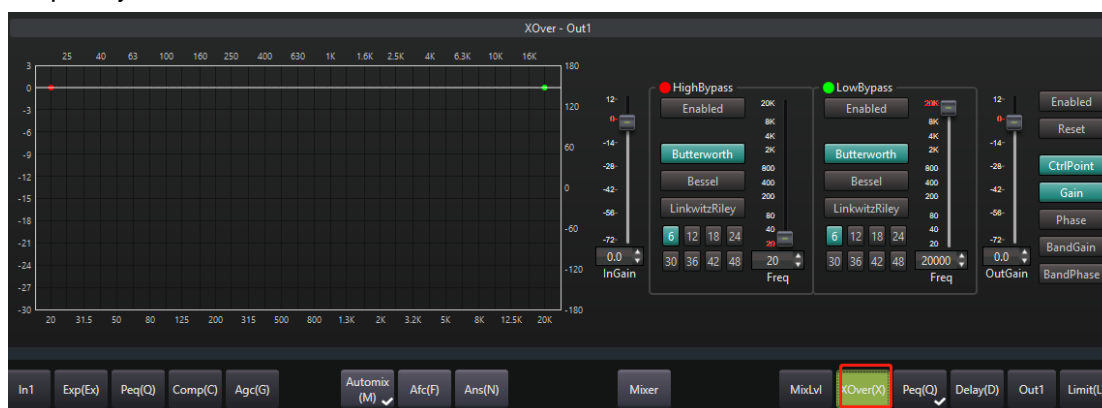 XOver - Out1
25 40 63 100 160 250 400 630 1K 1.6K 2.5K 4K 6.3K 10K 16K
3
0
-3
-6
-9
-12
-15
-18
-21
-24
-27
-30
180
120
60
0
-60
-120
-180
20 31.5 50 80 125 200 315 500 800 1.3K 2K 3.2K 5K 8K 12.5K 20K
12-
0-
-14-
-28-
-42-
-56-
-72-
0.0
InGain
HighBypass
Enabled
Butterworth
Bessel
LinkwitzRiley
6 12 18 24
30 36 42 48
20K
8K
4K
2K
800
400
200
80
40
20
20
Freq
LowBypass
Enabled
Butterworth
Bessel
LinkwitzRiley
6 12 18 24
30 36 42 48
20K
8K
4K
2K
800
400
200
80
40
20
20000
Freq
12-
0-
-14-
-28-
-42-
-56-
-72-
0.0
OutGain
Enabled
Reset
CtrlPoint
Gain
Phase
BandGain
BandPhase
In1 Exp(Ex) Peq(Q) Comp(C) Agc(G) Automix
(M) Afc(F) Ans(N) Mixer MixLvl XOver(X) Peq(Q) Delay(D) Out1 Limit(L